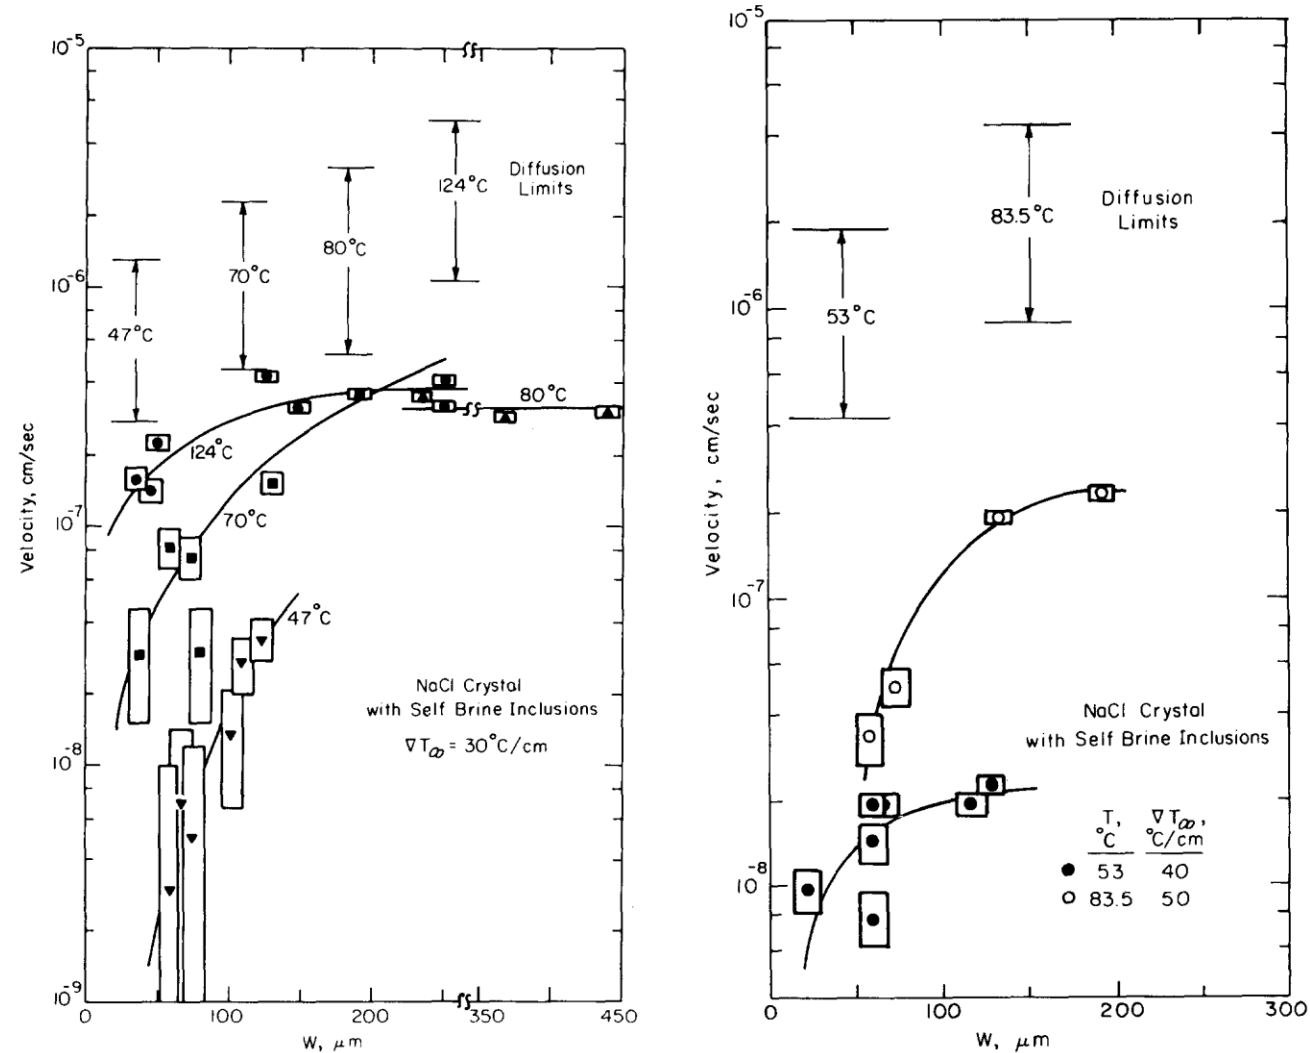 10-5
10-6
10-7
10-8
10-9
Velocity, cm/sec
0
100
200
350
450
W, μm
47°C
70°C
80°C
124°C
Diffusion
Limits
124°C
70°C
80°C
47°C
NaCl Crystal
with Self Brine Inclusions
∇T∞ = 30°C/cm
10-5
10-6
10-7
10-8
Velocity, cm/sec
0
100
200
300
W, μm
53°C
83.5°C
Diffusion
Limits
NaCl Crystal
with Self Brine Inclusions
T, ∇T∞,
°C °C/cm
53 40
83.5 50